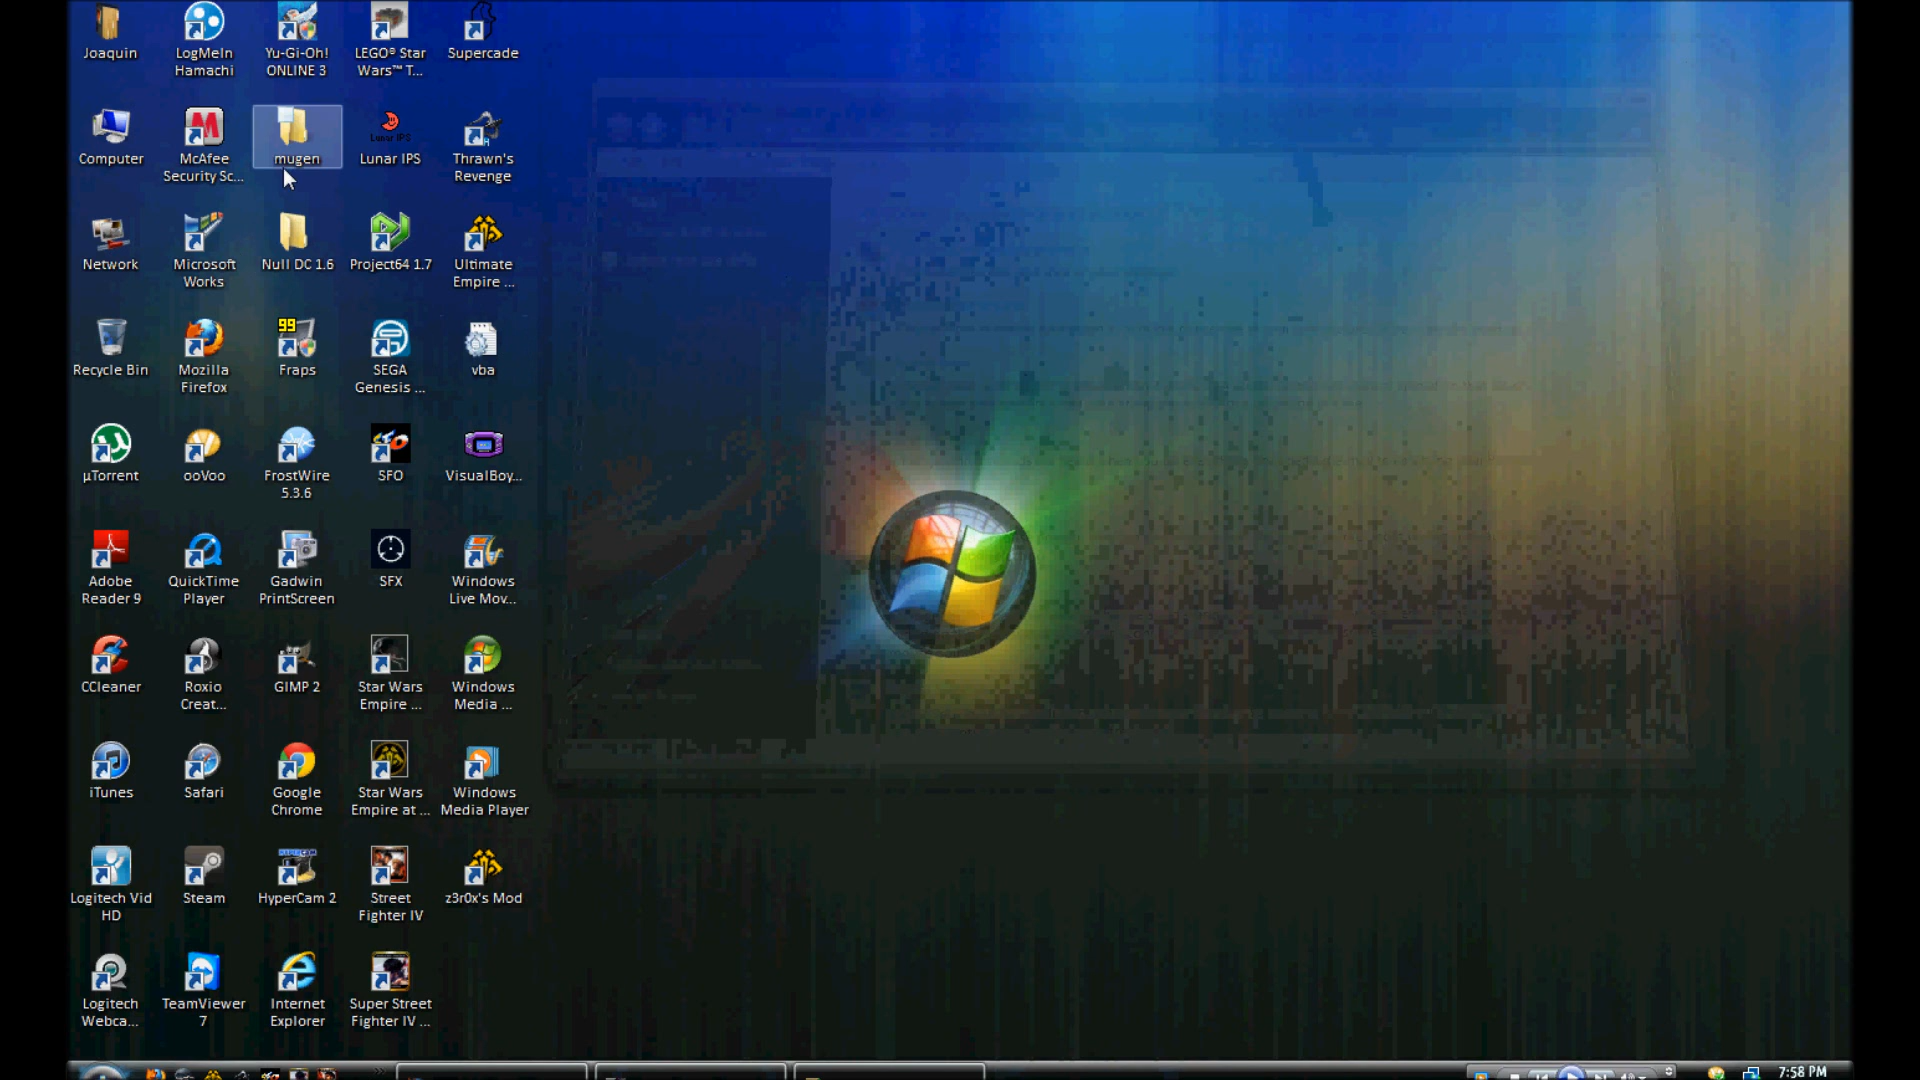 Joaquin
LogMeIn
Hamachi
Yu-Gi-Oh!
ONLINE 3
LEGO® Star
Wars™ T...
Supercade
Computer
McAfee
Security Sc...
mugen
Lunar IPS
Lunar IPS
Thrawn's
Revenge
Network
Microsoft
Works
Null DC 1.6
Project64 1.7
Ultimate
Empire ...
Recycle Bin
Mozilla
Firefox
99
Fraps
SEGA
Genesis ...
vba
µTorrent
ooVoo
FrostWire
5.3.6
SFO
VisualBoy...
Adobe
Reader 9
QuickTime
Player
Gadwin
PrintScreen
SFX
Windows
Live Mov...
CCleaner
Roxio
Creat...
GIMP 2
Star Wars
Empire ...
Windows
Media ...
iTunes
Safari
Google
Chrome
Star Wars
Empire at ...
Windows
Media Player
Logitech Vid
HD
Steam
HyperCam 2
Street
Fighter IV
z3r0x's Mod
Logitech
Webca...
TeamViewer
7
Internet
Explorer
Super Street
Fighter IV ...
7:58 PM